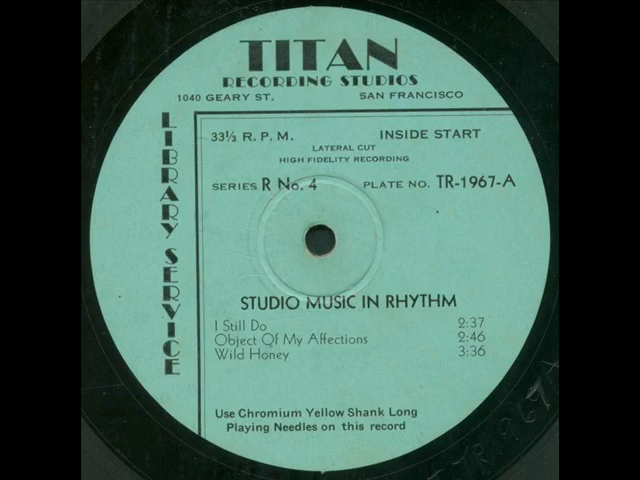 TITAN
RECORDING STUDIOS
1040 GEARY ST. SAN FRANCISCO
LIBRARY SERVICE
33⅓ R. P. M. INSIDE START
LATERAL CUT
HIGH FIDELITY RECORDING
SERIES R No. 4 PLATE NO. TR-1967-A
STUDIO MUSIC IN RHYTHM
I Still Do 2:37
Object Of My Affections 2:46
Wild Honey 3:36
Use Chromium Yellow Shank Long
Playing Needles on this record
TR1967A